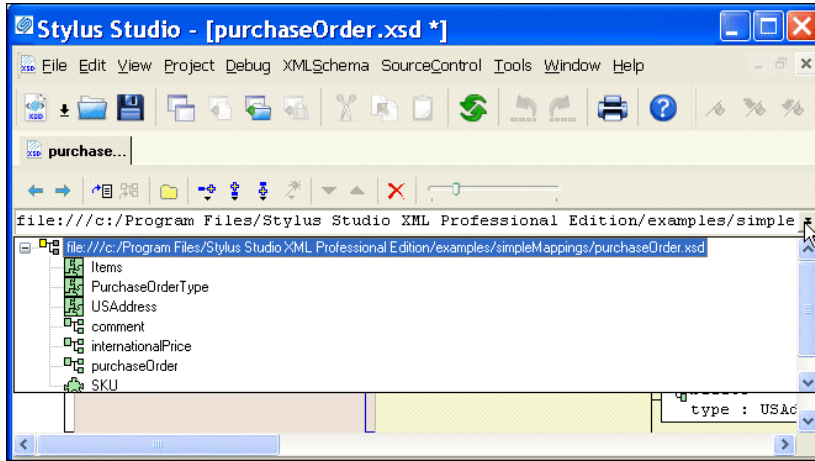 Stylus Studio - [purchaseOrder.xsd *]
File Edit View Project Debug XMLSchema SourceControl Tools Window Help
purchase...
file:///c:/Program Files/Stylus Studio XML Professional Edition/examples/simple
file:///c:/Program Files/Stylus Studio XML Professional Edition/examples/simpleMappings/purchaseOrder.xsd
Items
PurchaseOrderType
USAddress
comment
internationalPrice
purchaseOrder
SKU
type : USAd